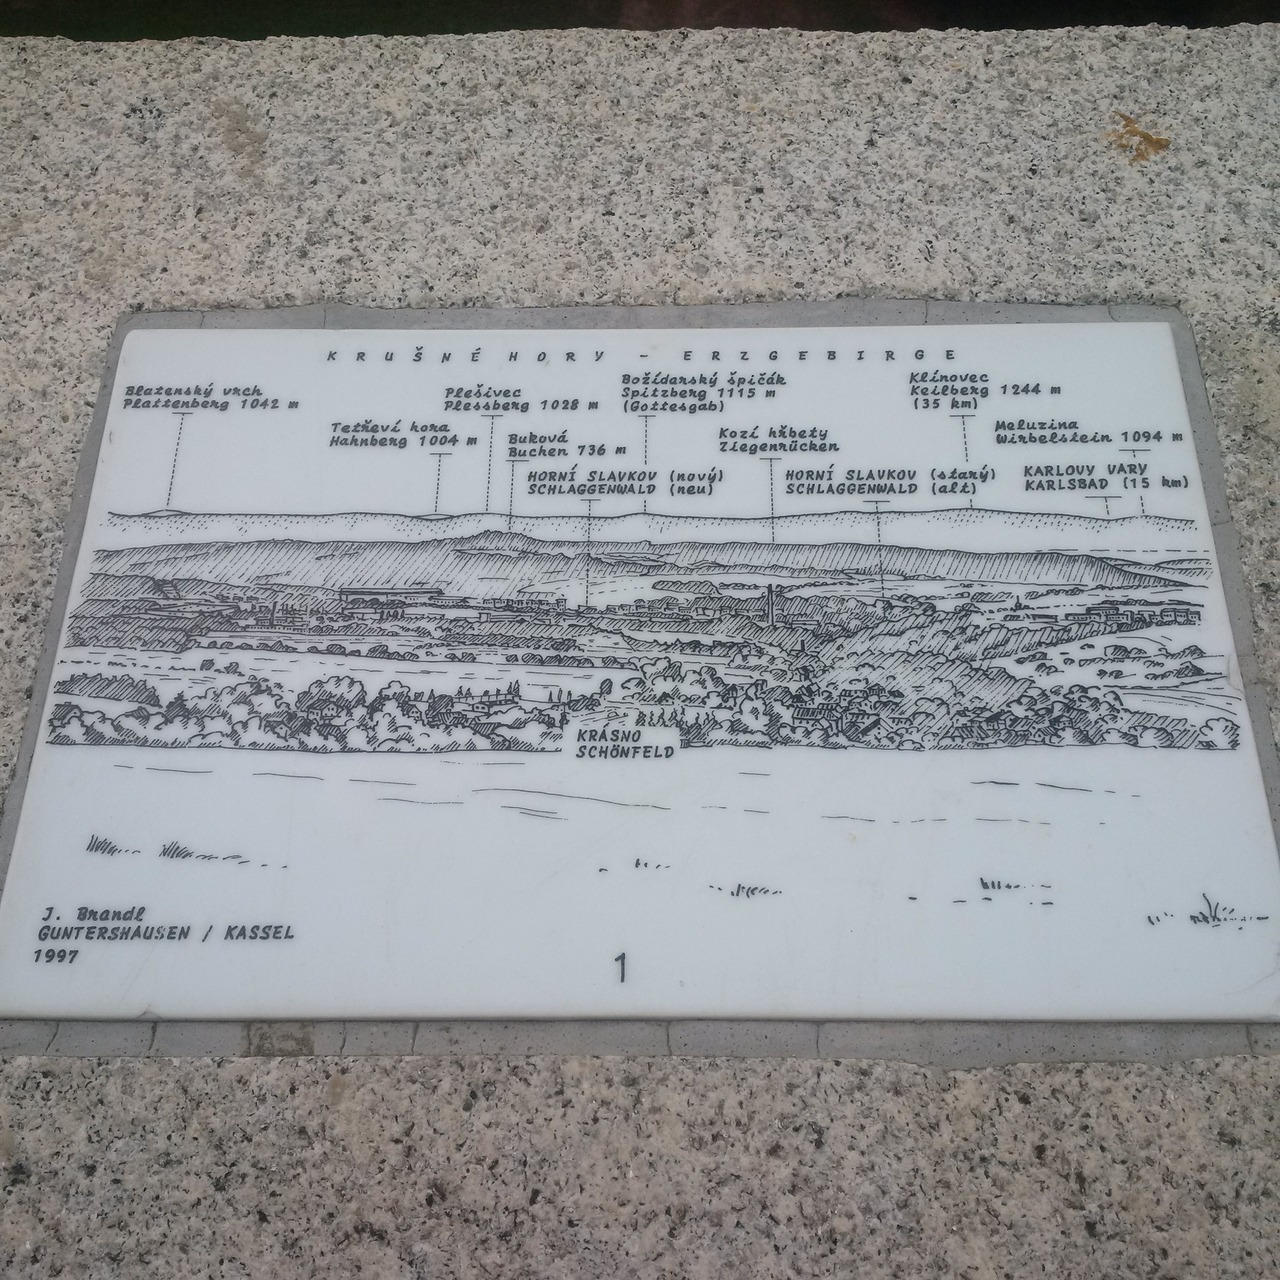 KRUŠNÉ HORY - ERZGEBIRGE
Blatenský vrch
Plattenberg 1042 m
Tetřeví hora
Hahnberg 1004 m
Plešivec
Plessberg 1028 m
Buková
Buchen 736 m
HORNÍ SLAVKOV (nový)
SCHLAGGENWALD (neu)
Božídarský špičák
Spitzberg 1115 m
(Gottesgab)
Kozí hřbety
Ziegenrücken
HORNÍ SLAVKOV (starý)
SCHLAGGENWALD (alt)
Klínovec
Keilberg 1244 m
(35 km)
Meluzina
Wirbelstein 1094 m
KARLOVY VARY
KARLSBAD (15 km)
KRÁSNO
SCHÖNFELD
J. Brandl
GUNTERSHAUSEN / KASSEL
1997
1